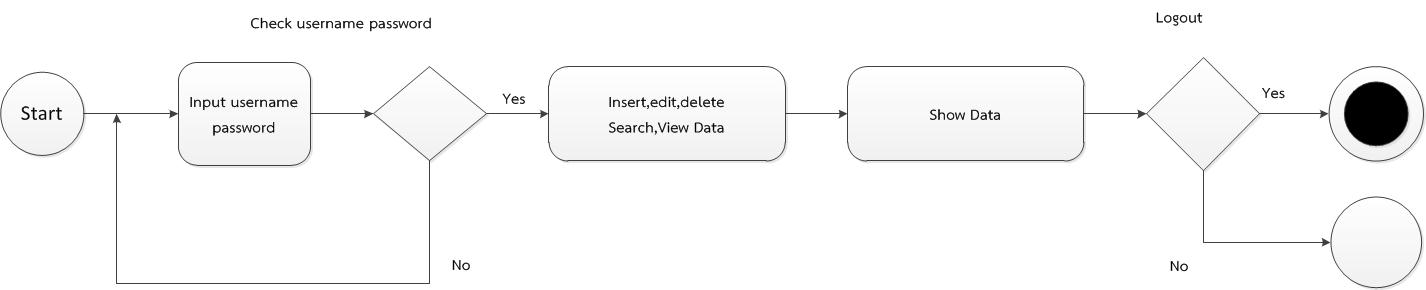 Check username password
Logout
Start
Input username
password
Yes
Insert,edit,delete
Search,View Data
Show Data
Yes
No
No